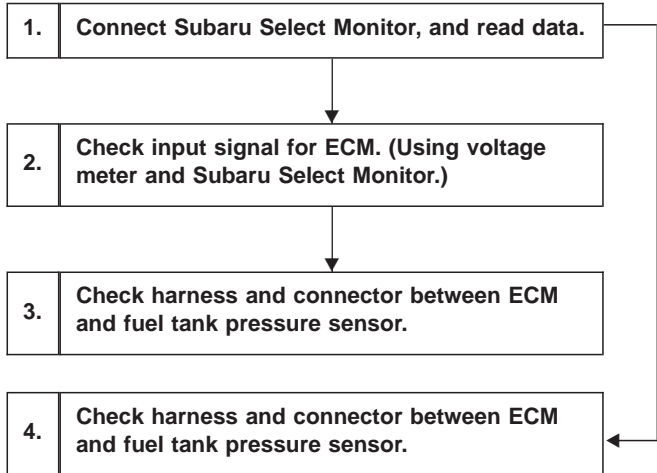 1. Connect Subaru Select Monitor, and read data.
2. Check input signal for ECM. (Using voltage
meter and Subaru Select Monitor.)
3. Check harness and connector between ECM
and fuel tank pressure sensor.
4. Check harness and connector between ECM
and fuel tank pressure sensor.